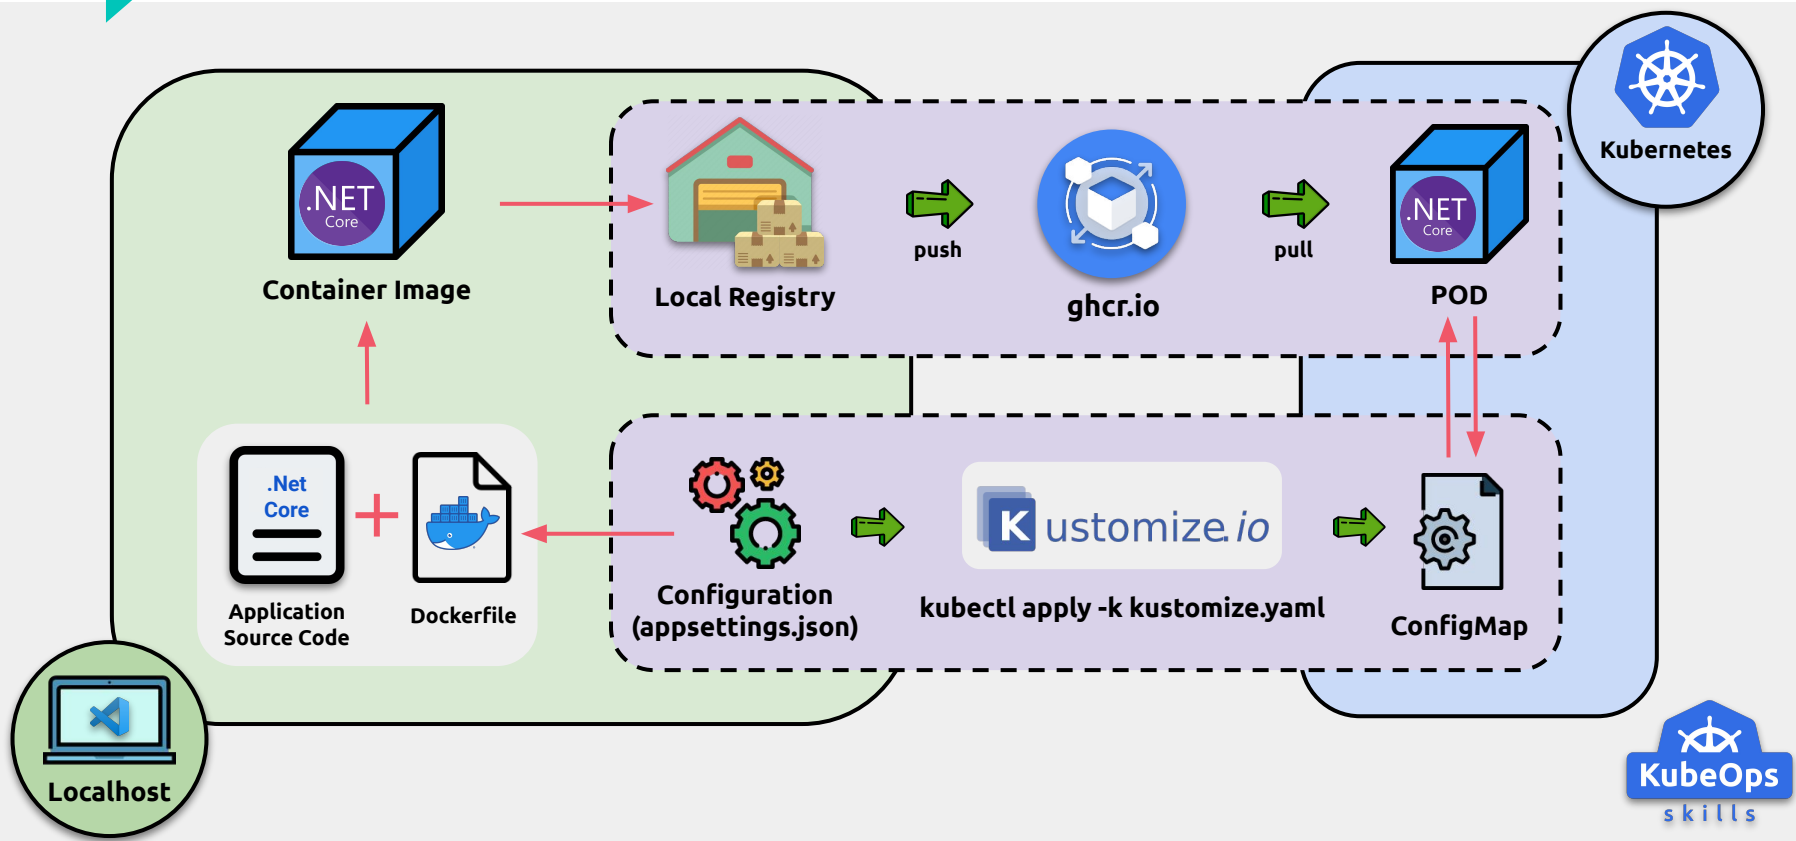 Kubernetes
.NET
Core
Container Image
Local Registry
push
ghcr.io
pull
.NET
Core
POD
.Net
Core
Application
Source Code
Dockerfile
Configuration
(appsettings.json)
Kustomize.io
kubectl apply -k kustomize.yaml
ConfigMap
Localhost
KubeOps
skills